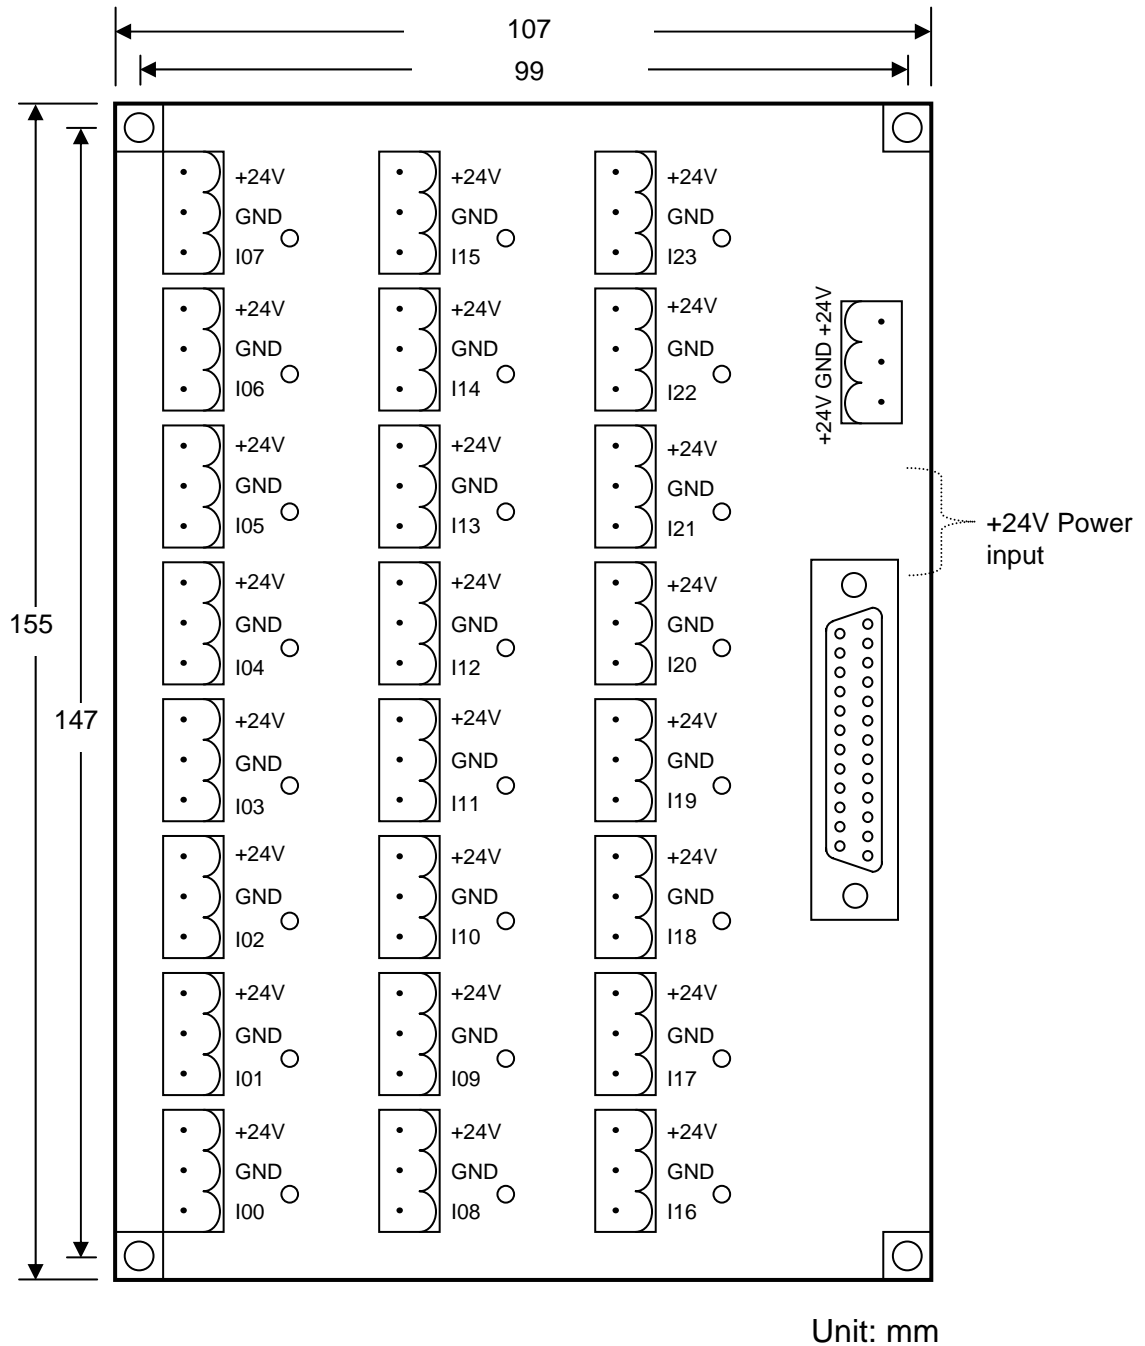 107
99
+24V +24V +24V
GND GND GND
I07 I15 I23
+24V +24V +24V
GND GND GND
I06 I14 I22
+24V GND +24V
+24V +24V +24V
GND GND GND
I05 I13 I21
+24V Power
input
+24V +24V +24V
GND GND GND
I04 I12 I20
155
147
+24V +24V +24V
GND GND GND
I03 I11 I19
+24V +24V +24V
GND GND GND
I02 I10 I18
+24V +24V +24V
GND GND GND
I01 I09 I17
+24V +24V +24V
GND GND GND
I00 I08 I16
Unit: mm